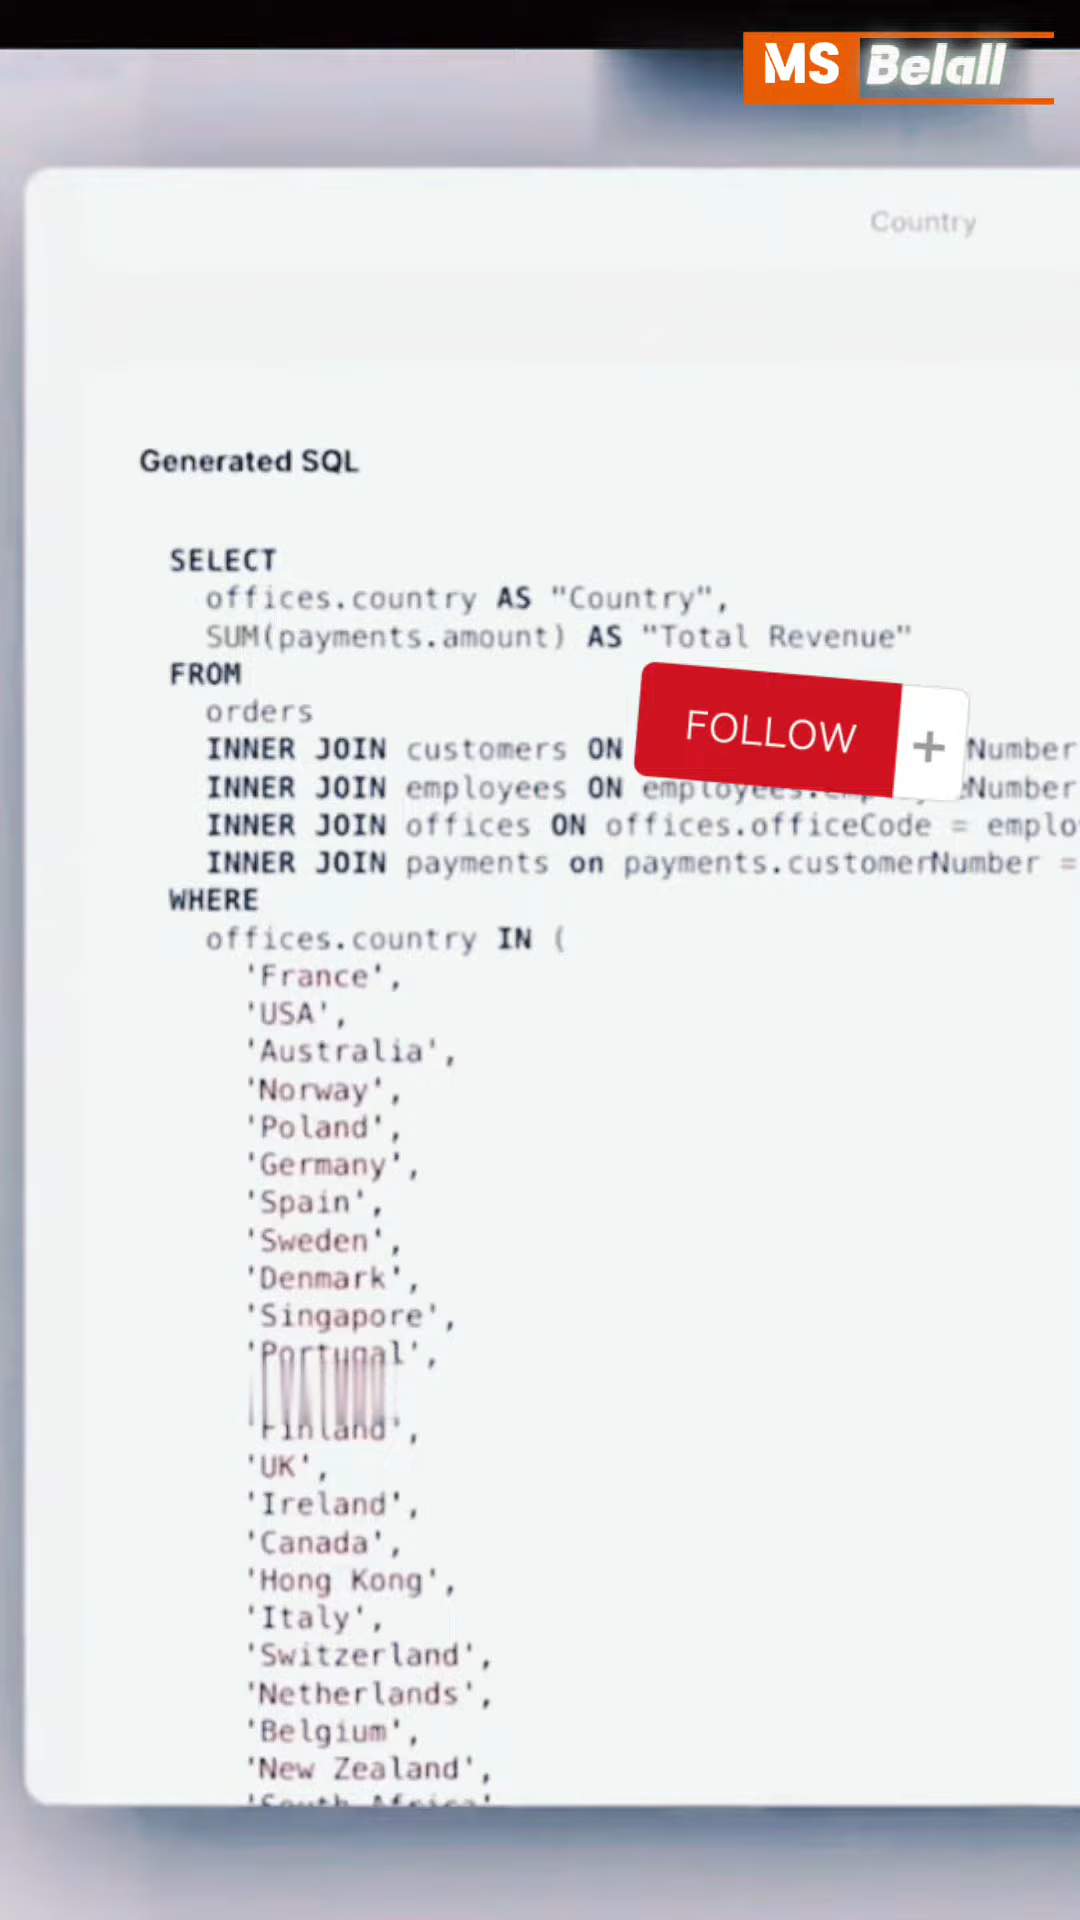 MS Belall
Country
Generated SQL
SELECT
offices.country AS "Country",
SUM(payments.amount) AS "Total Revenue"
FROM
orders
FOLLOW +
INNER JOIN customers ON Number
INNER JOIN employees ON employees. Number
INNER JOIN offices ON offices.officeCode = emplo
INNER JOIN payments on payments.customerNumber =
WHERE
offices.country IN (
'France',
'USA',
'Australia',
'Norway',
'Poland',
'Germany',
'Spain',
'Sweden',
'Denmark',
'Singapore',
'Portugal',
'Finland',
'UK',
'Ireland',
'Canada',
'Hong Kong',
'Italy',
'Switzerland',
'Netherlands',
'Belgium',
'New Zealand',
'South Africa'